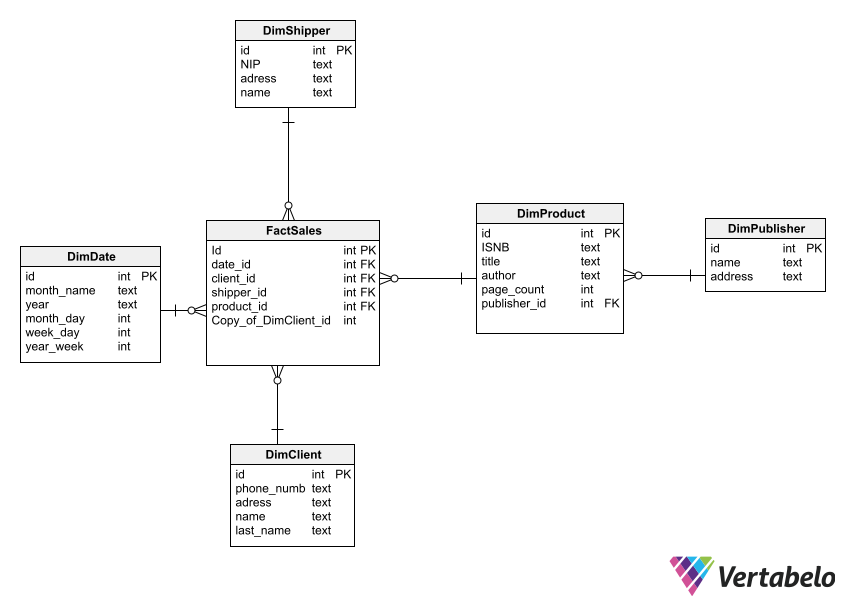 DimShipper
id int PK
NIP text
adress text
name text
FactSales
Id int PK
date_id int FK
client_id int FK
shipper_id int FK
product_id int FK
Copy_of_DimClient_id int
DimProduct
id int PK
ISNB text
title text
author text
page_count int
publisher_id int FK
DimPublisher
id int PK
name text
address text
DimDate
id int PK
month_name text
year text
month_day int
week_day int
year_week int
DimClient
id int PK
phone_numb text
adress text
name text
last_name text
Vertabelo